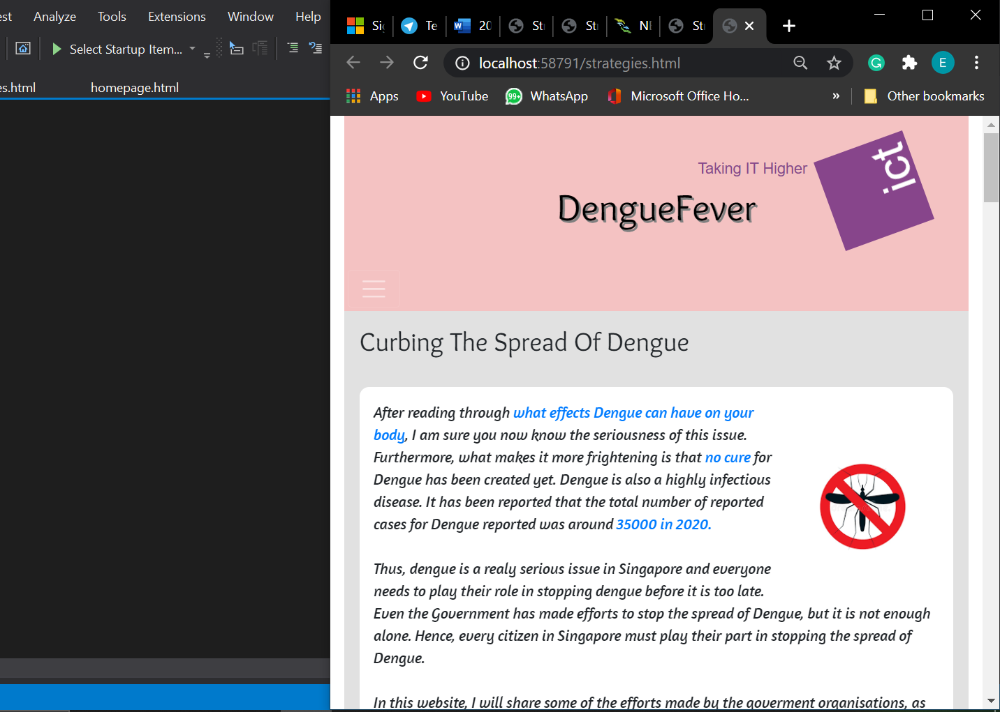 est Analyze Tools Extensions Window Help
Select Startup Item...
es.html homepage.html
Si Te 20 St St NE St
localhost:58791/strategies.html
E
Apps YouTube 99+ WhatsApp Microsoft Office Ho... » Other bookmarks
Taking IT Higher
ict
DengueFever
Curbing The Spread Of Dengue
After reading through what effects Dengue can have on your
body, I am sure you now know the seriousness of this issue.
Furthermore, what makes it more frightening is that no cure for
Dengue has been created yet. Dengue is also a highly infectious
disease. It has been reported that the total number of reported
cases for Dengue reported was around 35000 in 2020.
Thus, dengue is a realy serious issue in Singapore and everyone
needs to play their role in stopping dengue before it is too late.
Even the Government has made efforts to stop the spread of Dengue, but it is not enough
alone. Hence, every citizen in Singapore must play their part in stopping the spread of
Dengue.
In this website, I will share some of the efforts made by the goverment organisations, as